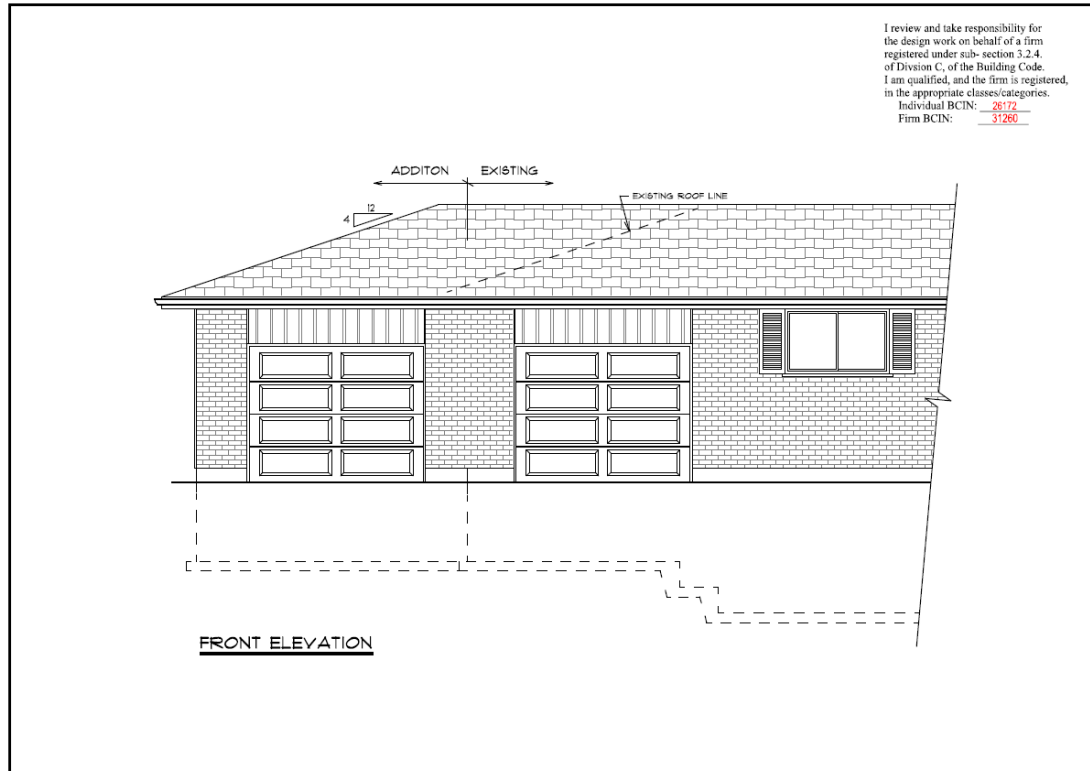 I review and take responsibility for
the design work on behalf of a firm
registered under sub- section 3.2.4.
of Divsion C, of the Building Code.
I am qualified, and the firm is registered,
in the appropriate classes/categories.
Individual BCIN: 26172
Firm BCIN: 31260
ADDITON EXISTING
EXISTING ROOF LINE
12
4
FRONT ELEVATION